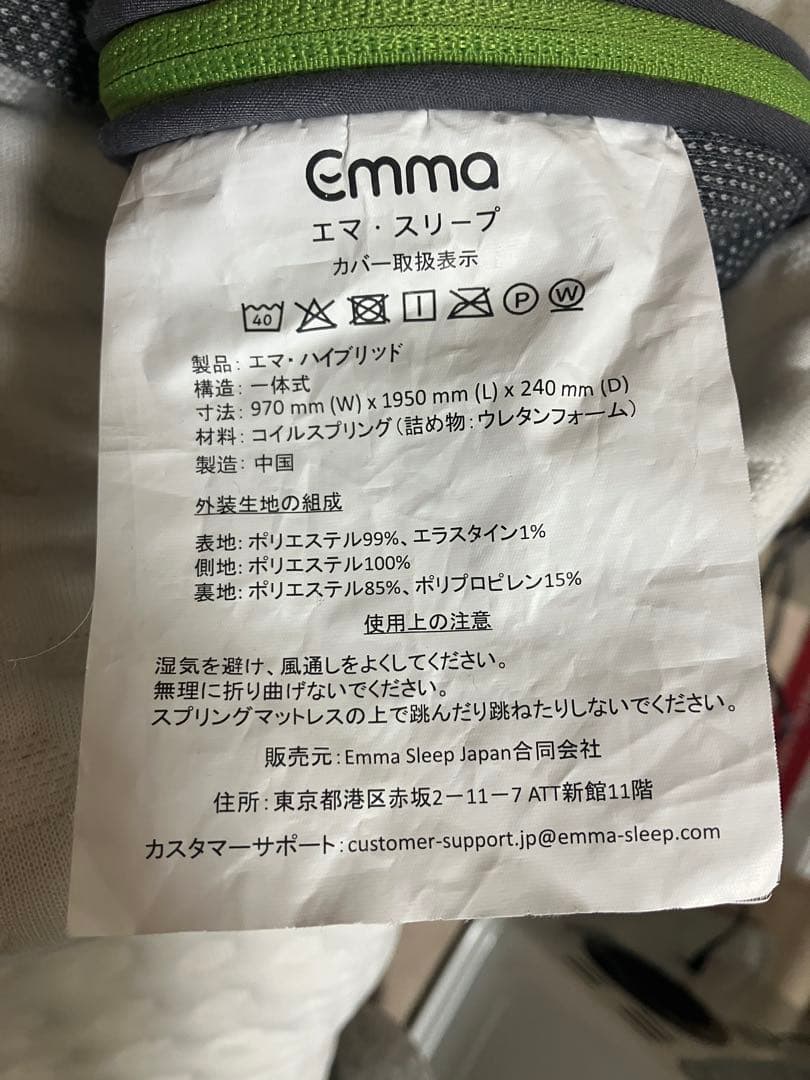 emma
エマ・スリープ
カバー取扱表示
40 P W
製品：エマ・ハイブリッド
構造：一体式
寸法：970 mm (W) x 1950 mm (L) x 240 mm (D)
材料：コイルスプリング（詰め物：ウレタンフォーム）
製造：中国
外装生地の組成
表地：ポリエステル99%、エラスタイン1%
側地：ポリエステル100%
裏地：ポリエステル85%、ポリプロピレン15%
使用上の注意
湿気を避け、風通しをよくしてください。
無理に折り曲げないでください。
スプリングマットレスの上で跳んだり跳ねたりしないでください。
販売元：Emma Sleep Japan合同会社
住所：東京都港区赤坂2－11－7 ATT新館11階
カスタマーサポート：customer-support.jp@emma-sleep.com